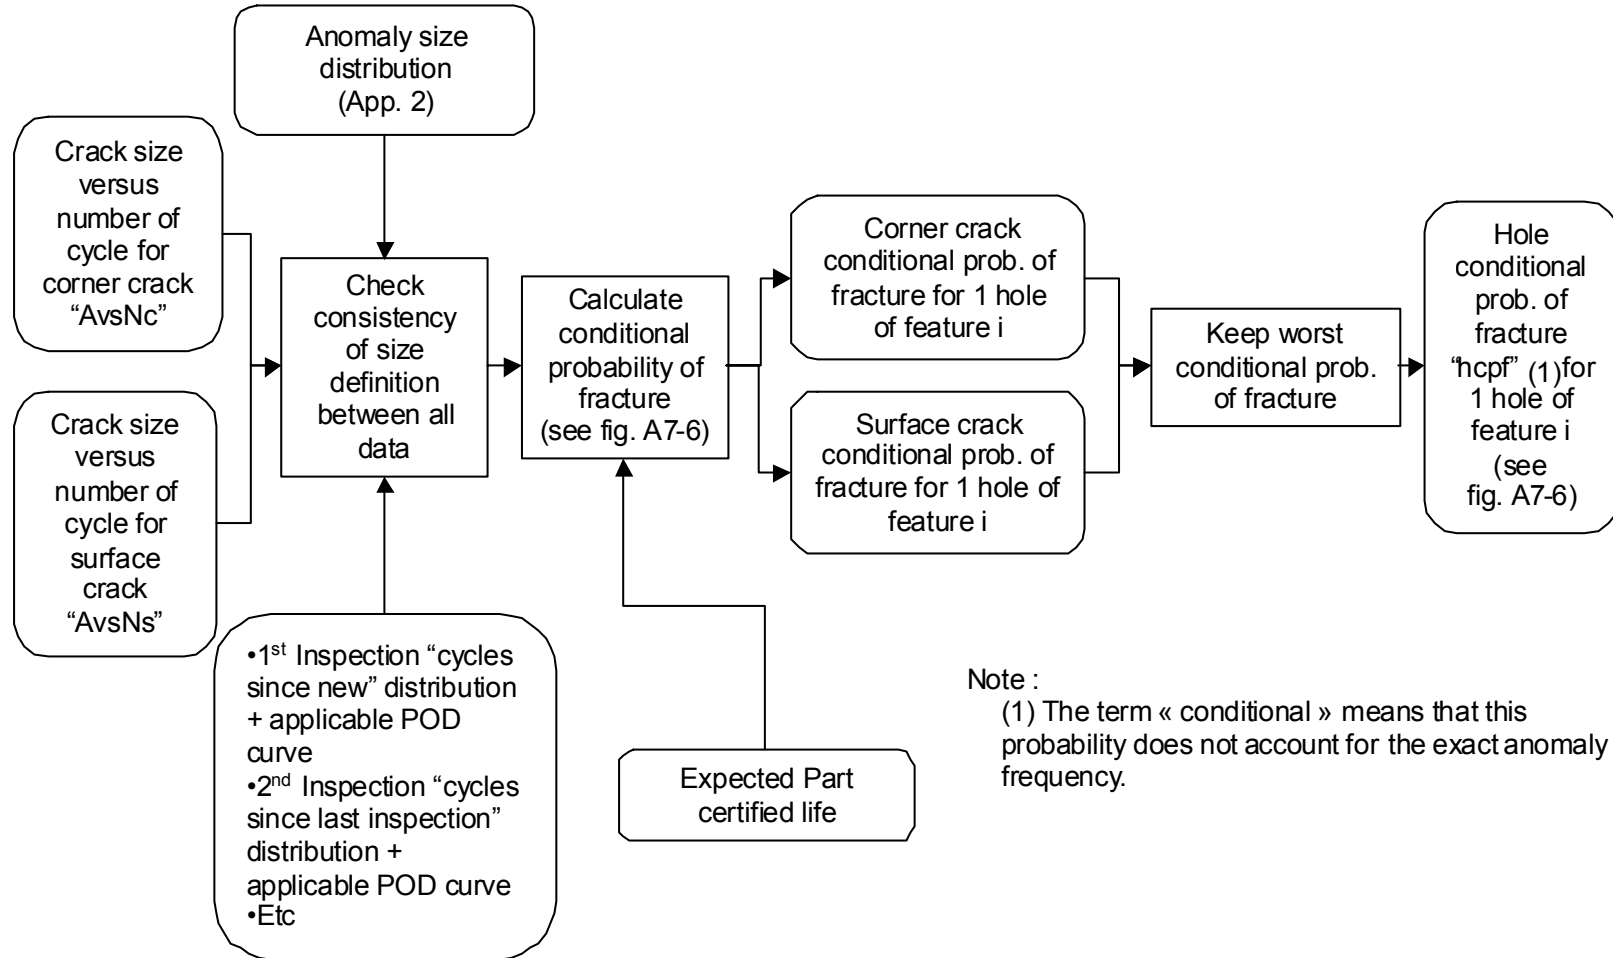 Anomaly size
distribution
(App. 2)
Crack size
versus
number of
cycle for
corner crack
“AvsNc”
Crack size
versus
number of
cycle for
surface
crack
“AvsNs”
Check
consistency
of size
definition
between all
data
•1st Inspection “cycles
since new” distribution
+ applicable POD
curve
•2nd Inspection “cycles
since last inspection”
distribution +
applicable POD curve
•Etc
Calculate
conditional
probability of
fracture
(see fig. A7-6)
Expected Part
certified life
Corner crack
conditional prob. of
fracture for 1 hole
of feature i
Surface crack
conditional prob. of
fracture for 1 hole of
feature i
Keep worst
conditional prob.
of fracture
Hole
conditional
prob. of
fracture
“hcpf” (1)for
1 hole of
feature i
(see
fig. A7-6)
Note :
(1) The term « conditional » means that this
probability does not account for the exact anomaly
frequency.